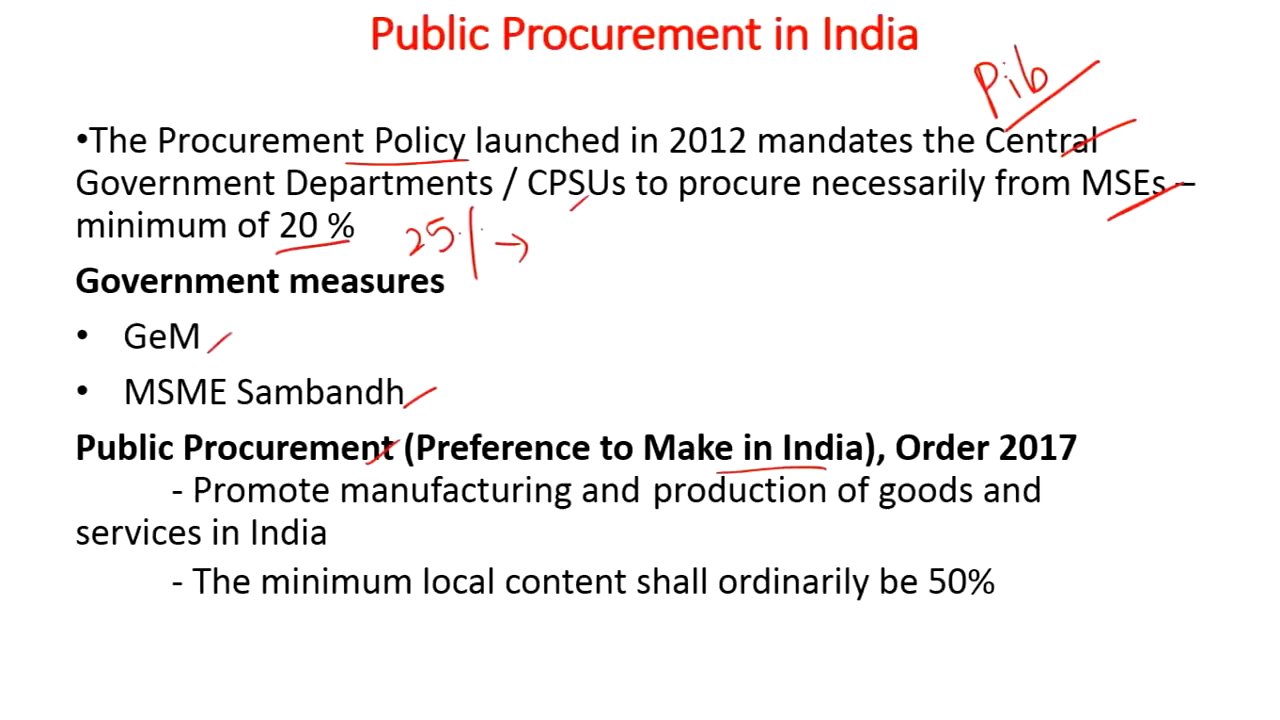 Public Procurement in India
Pib
•The Procurement Policy launched in 2012 mandates the Central
Government Departments / CPSUs to procure necessarily from MSEs –
minimum of 20 %
25% →
Government measures
• GeM
• MSME Sambandh
Public Procurement (Preference to Make in India), Order 2017
- Promote manufacturing and production of goods and
services in India
- The minimum local content shall ordinarily be 50%